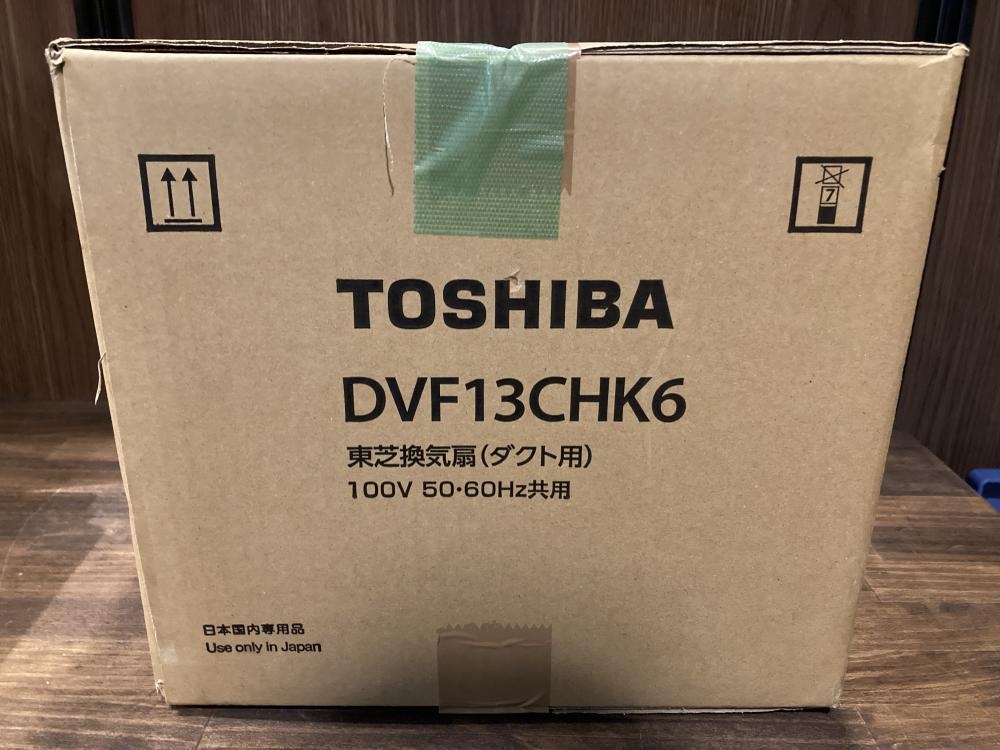 7
TOSHIBA
DVF13CHK6
東芝換気扇(ダクト用)
100V 50・60Hz共用
日本国内専用品
Use only in Japan